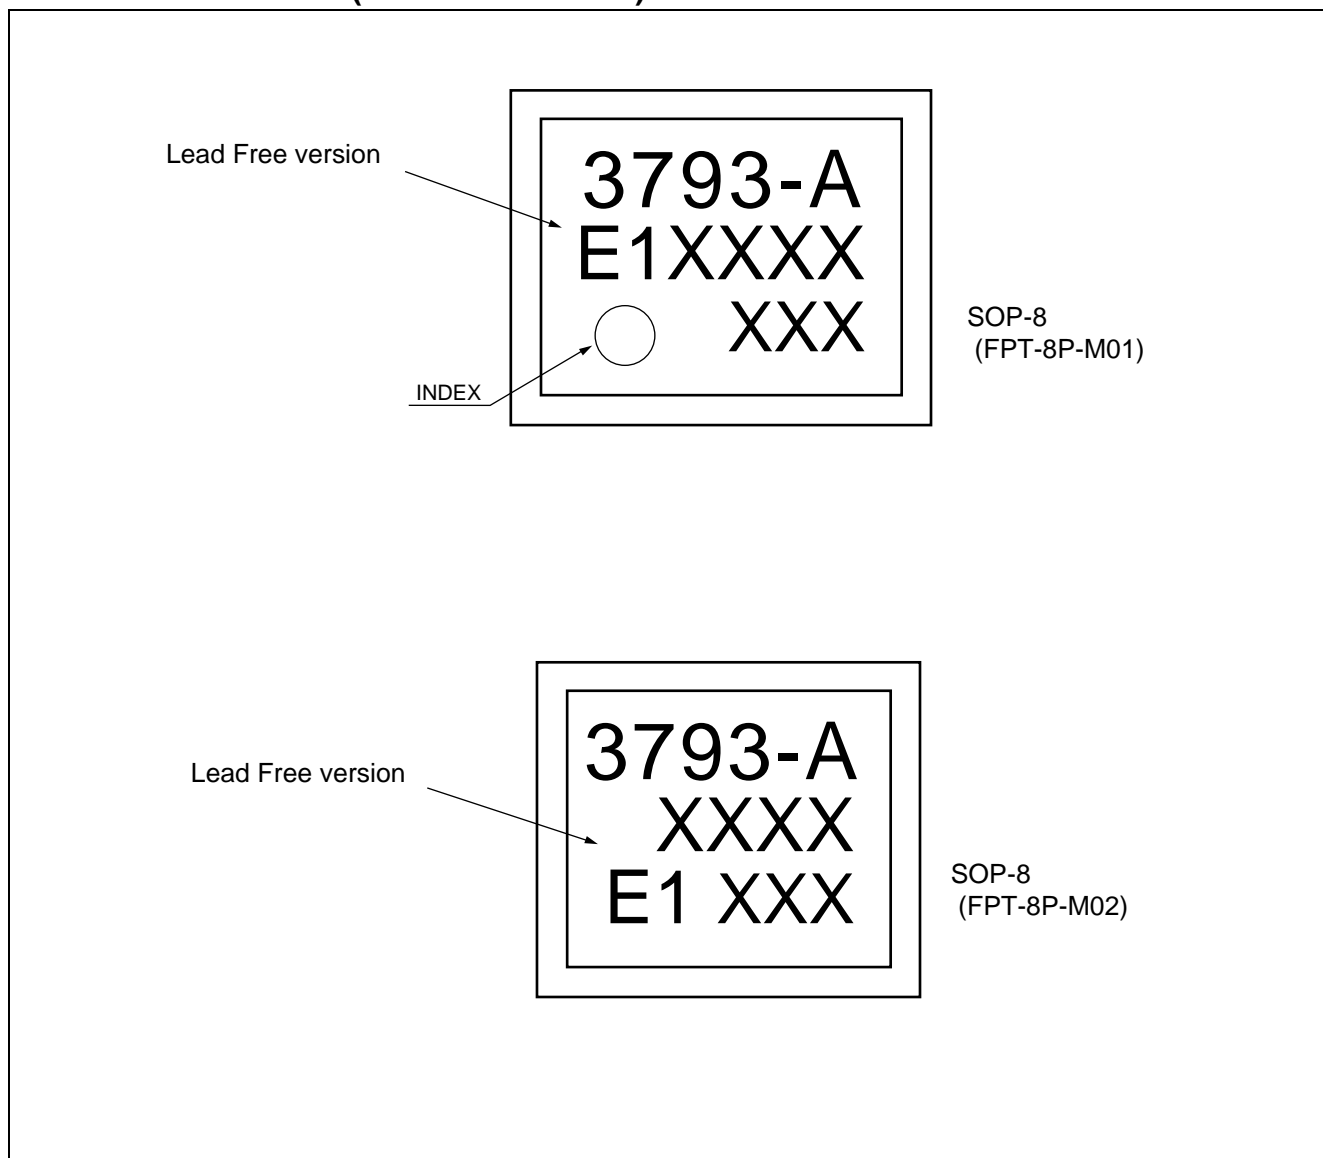 Lead Free version
3793-A
E1XXXX
XXX
INDEX
SOP-8
(FPT-8P-M01)
Lead Free version
3793-A
XXXX
E1 XXX
SOP-8
(FPT-8P-M02)